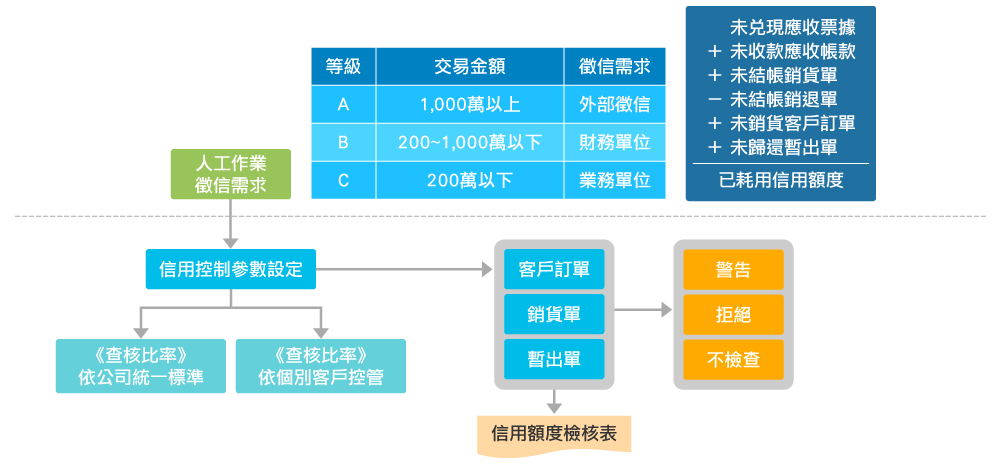 等級 交易金額 徵信需求
A 1,000萬以上 外部徵信
B 200~1,000萬以下 財務單位
C 200萬以下 業務單位
未兌現應收票據
+ 未收款應收帳款
+ 未結帳銷貨單
− 未結帳銷退單
+ 未銷貨客戶訂單
+ 未歸還暫出單
已耗用信用額度
人工作業
徵信需求
信用控制參數設定
《查核比率》
依公司統一標準
《查核比率》
依個別客戶控管
客戶訂單
銷貨單
暫出單
警告
拒絕
不檢查
信用額度檢核表